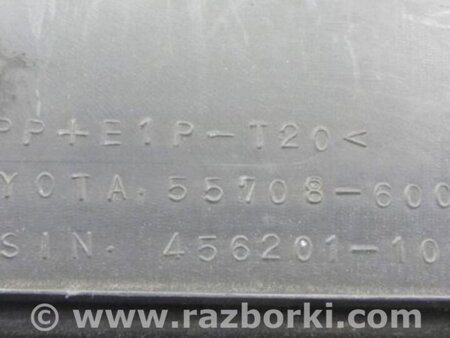 PP+E1P-T20<
YOTA. 55708-600
SIN. 456201-10
www.razborki.com